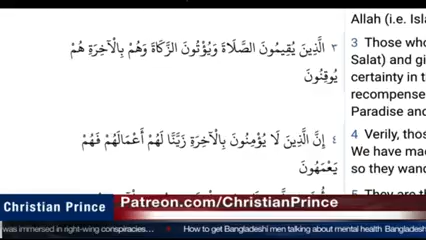 ٣ الَّذِينَ يُقِيمُونَ الصَّلَاةَ وَيُؤْتُونَ الزَّكَاةَ وَهُمْ بِالْآخِرَةِ هُمْ
يُوقِنُونَ
٤ إِنَّ الَّذِينَ لَا يُؤْمِنُونَ بِالْآخِرَةِ زَيَّنَّا لَهُمْ أَعْمَالَهُمْ فَهُمْ
يَعْمَهُونَ
Allah (i.e. Isla
3 Those who
Salat) and gi
certainty in t
recompense
Paradise and
4 Verily, thos
We have mad
so they wand
5 They are th
Christian Prince
Patreon.com/ChristianPrince
was immersed in right-wing conspiracies...
How to get Bangladeshi men talking about mental health Bangladesh